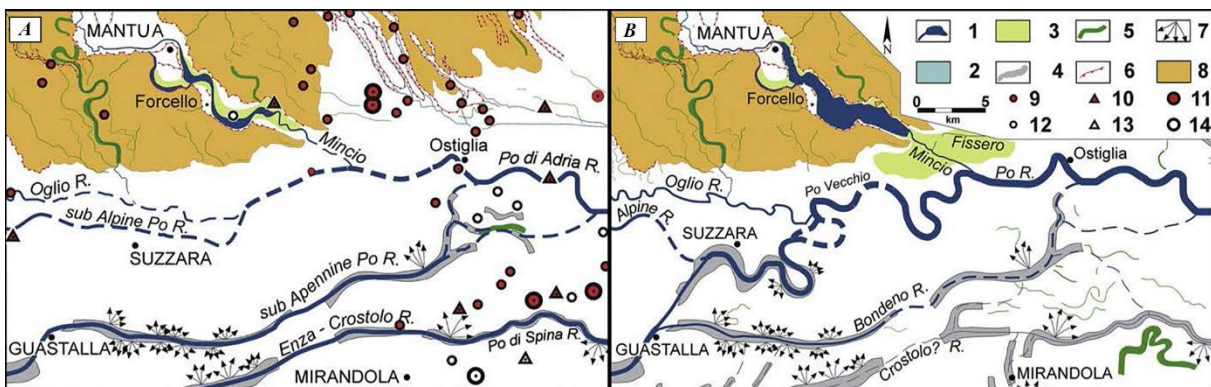 A
MANTUA
Forcello
Mincio
Ostiglia
Po di Adria R.
Oglio R.
sub Alpine Po R.
SUZZARA
sub Apennine Po R.
Enza - Crostolo R.
GUASTALLA
Po di Spina R.
MIRANDOLA
B
MANTUA
Forcello
Fissero
Mincio
Ostiglia
Po Vecchio
Po R.
Oglio R.
Alpine R.
SUZZARA
Bondeno R.
GUASTALLA
Crostolo? R.
MIRANDOLA
N
0 5
km
1 3 5 7
2 4 6 8
9 10 11
12 13 14